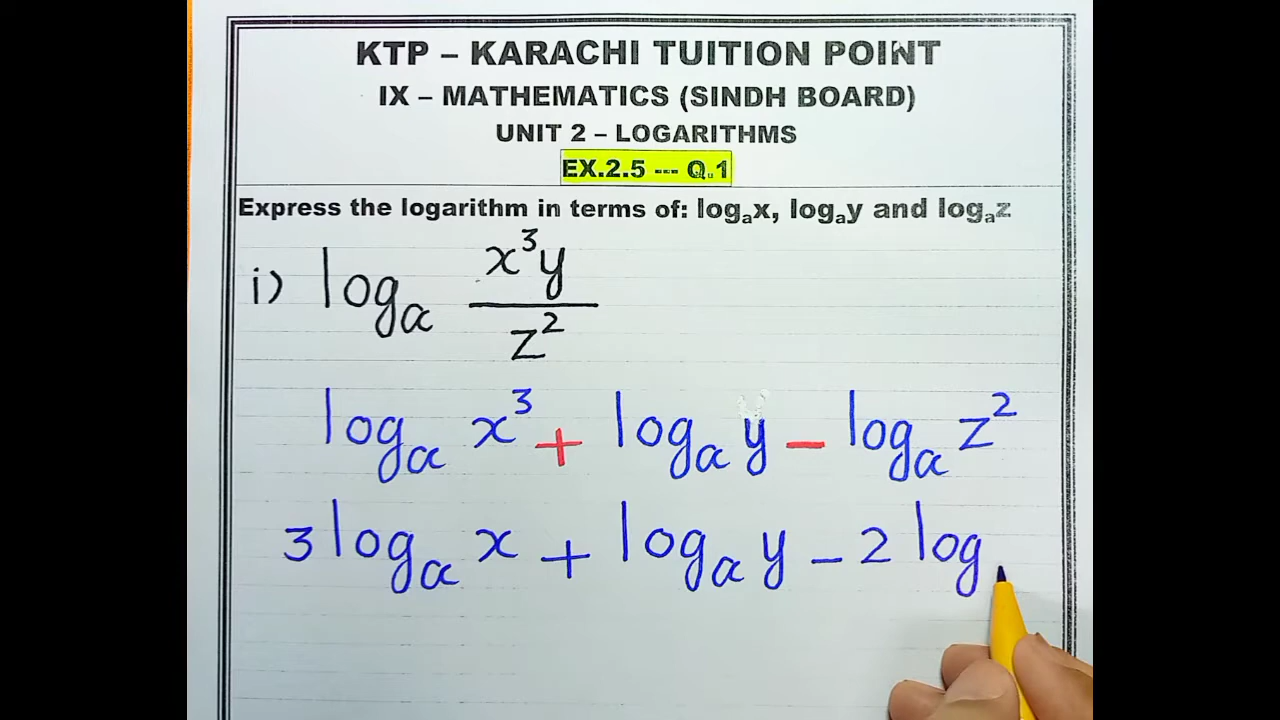 KTP – KARACHI TUITION POINT
IX – MATHEMATICS (SINDH BOARD)
UNIT 2 – LOGARITHMS
EX.2.5 --- Q.1
Express the logarithm in terms of: logₐx, logₐy and logₐz
i) logₐ x³y / z²
logₐ x³ + logₐ y – logₐ z²
3 logₐ x + logₐ y – 2 log